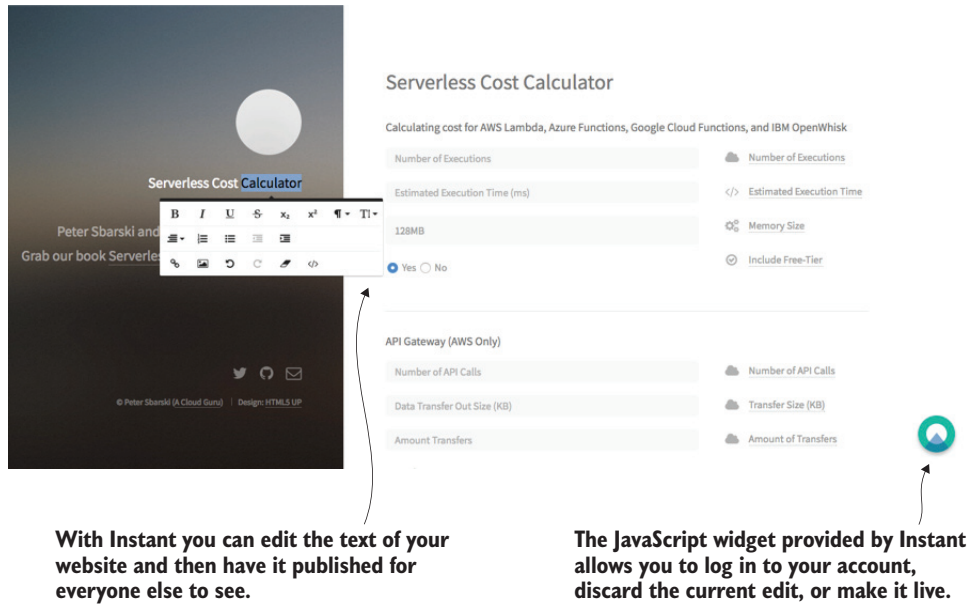 Serverless Cost Calculator
Peter Sbarski and
Grab our book Serverle
B I U S x₂ x² ¶ T
© Peter Sbarski (A Cloud Guru) | Design: HTML5 UP
Serverless Cost Calculator
Calculating cost for AWS Lambda, Azure Functions, Google Cloud Functions, and IBM OpenWhisk
Number of Executions Number of Executions
Estimated Execution Time (ms) </> Estimated Execution Time
128MB Memory Size
Yes No Include Free-Tier
API Gateway (AWS Only)
Number of API Calls Number of API Calls
Data Transfer Out Size (KB) Transfer Size (KB)
Amount Transfers Amount of Transfers
With Instant you can edit the text of your
website and then have it published for
everyone else to see.
The JavaScript widget provided by Instant
allows you to log in to your account,
discard the current edit, or make it live.